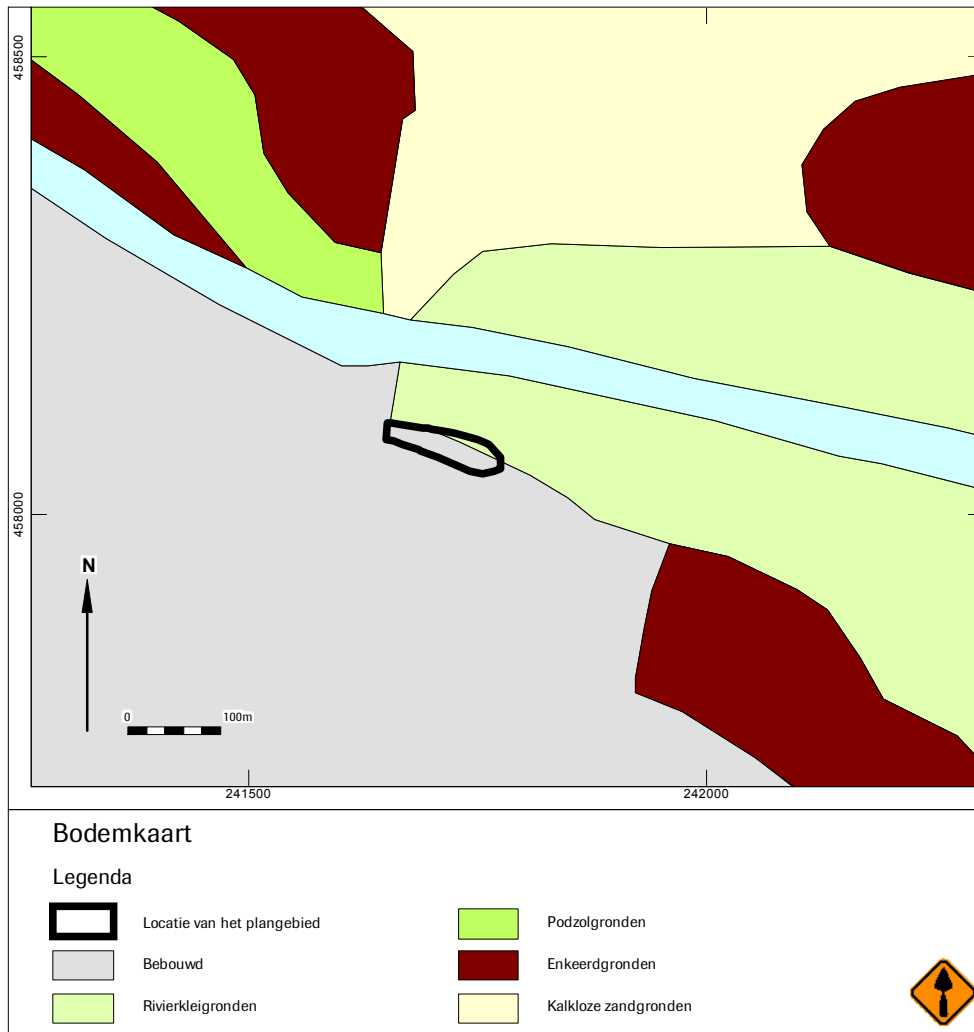 458500
458000
N
0 100m
241500 242000
Bodemkaart
Legenda
Locatie van het plangebied
Podzolgronden
Bebouwd
Enkeerdgronden
Rivierkleigronden
Kalkloze zandgronden